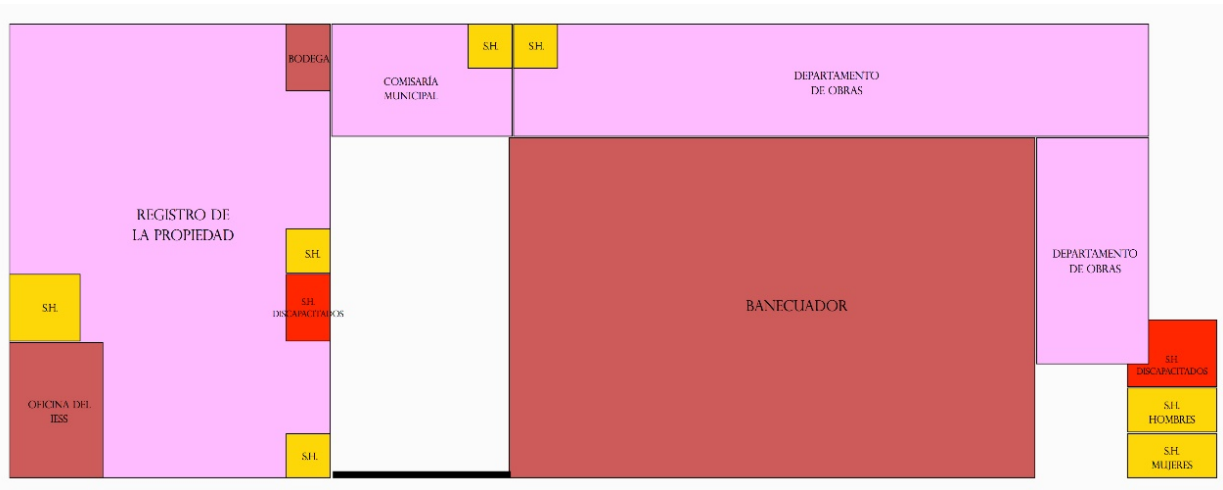 BODEGA
S.H.
S.H.
COMISARÍA
MUNICIPAL
DEPARTAMENTO
DE OBRAS
REGISTRO DE
LA PROPIEDAD
S.H.
DEPARTAMENTO
DE OBRAS
S.H.
S.H.
DISCAPACITADOS
BANECUADOR
S.H.
DISCAPACITADOS
OFICINA DEL
IESS
S.H.
HOMBRES
S.H.
S.H.
MUJERES